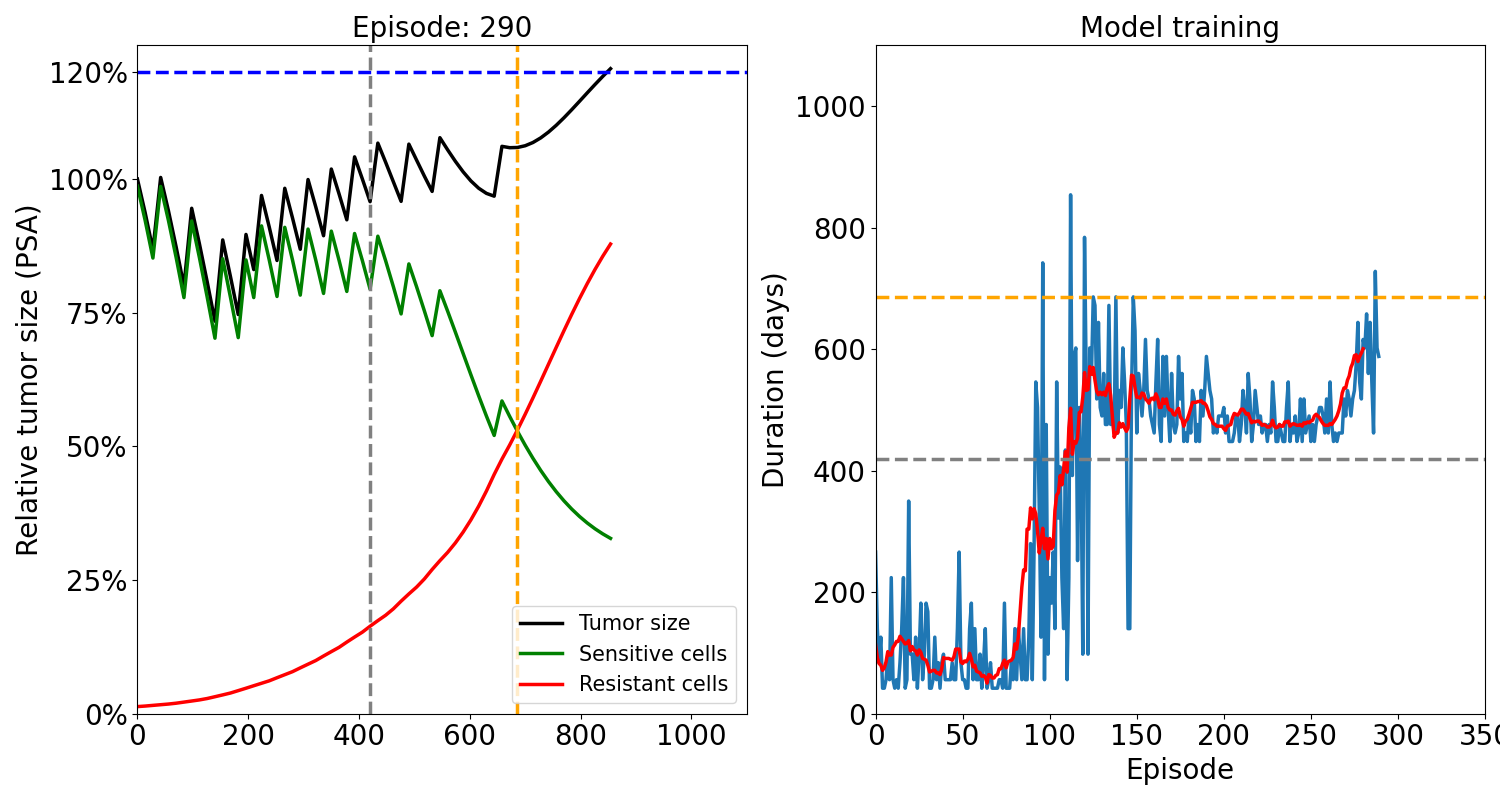 Episode: 290
Relative tumor size (PSA)
120%
100%
75%
50%
25%
0%
0 200 400 600 800 1000
Tumor size
Sensitive cells
Resistant cells
Model training
Duration (days)
1000
800
600
400
200
0
0 50 100 150 200 250 300 350
Episode